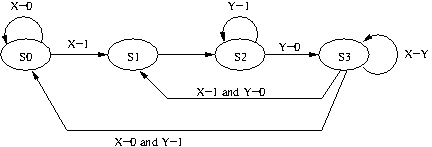 X=0
Y=1
X=1
Y=0
S0
S1
S2
S3
X=Y
X=1 and Y=0
X=0 and Y=1